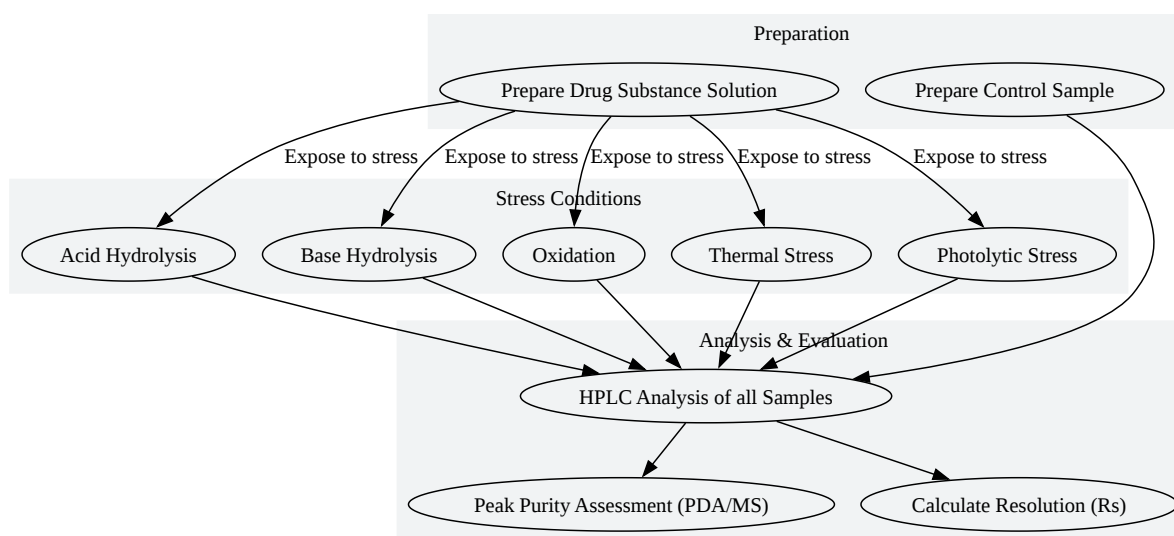 Preparation
Prepare Drug Substance Solution
Prepare Control Sample
Expose to stress
Expose to stress
Expose to stress
Expose to stress
Expose to stress
Stress Conditions
Acid Hydrolysis
Base Hydrolysis
Oxidation
Thermal Stress
Photolytic Stress
Analysis & Evaluation
HPLC Analysis of all Samples
Peak Purity Assessment (PDA/MS)
Calculate Resolution (Rs)